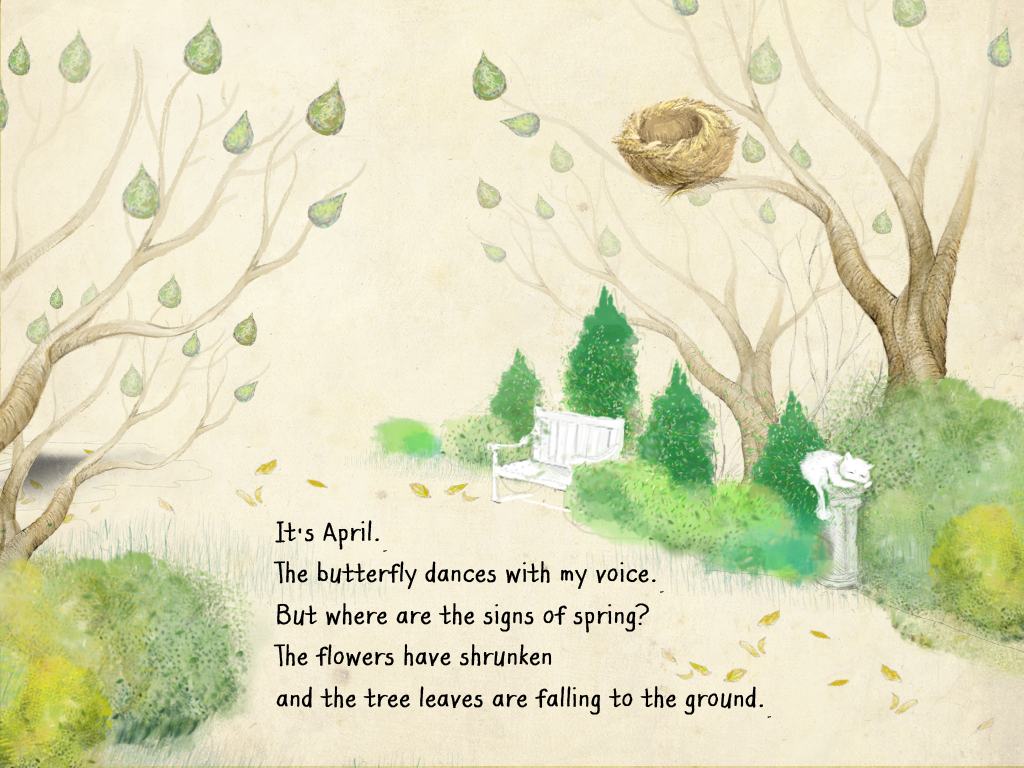 It's April.
The butterfly dances with my voice.
But where are the signs of spring?
The flowers have shrunken
and the tree leaves are falling to the ground.